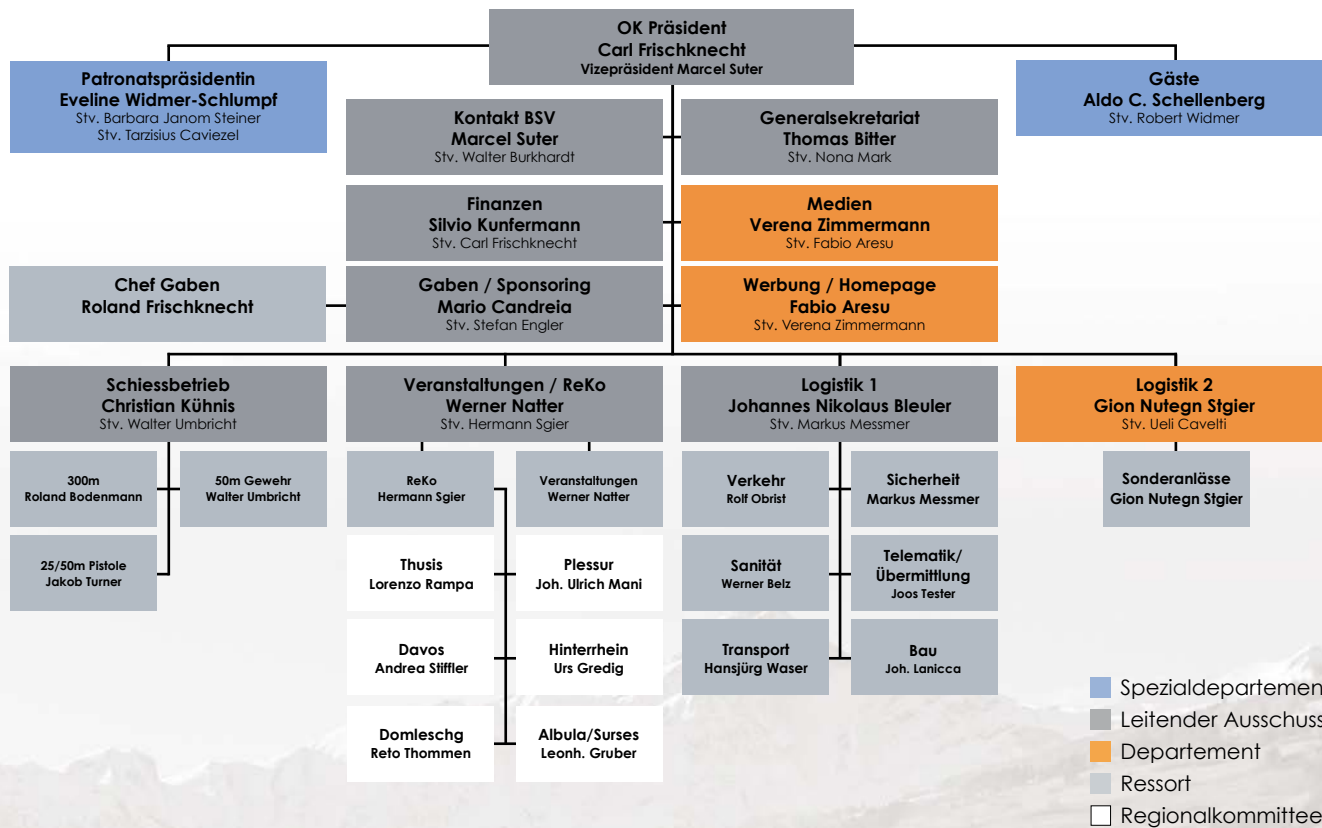 OK Präsident
Carl Frischknecht
Vizepräsident Marcel Suter
Patronatspräsidentin
Eveline Widmer-Schlumpf
Stv. Barbara Janom Steiner
Stv. Tarzisius Caviezel
Gäste
Aldo C. Schellenberg
Stv. Robert Widmer
Kontakt BSV
Marcel Suter
Stv. Walter Burkhardt
Generalsekretariat
Thomas Bitter
Stv. Nona Mark
Finanzen
Silvio Kunfermann
Stv. Carl Frischknecht
Medien
Verena Zimmermann
Stv. Fabio Aresu
Chef Gaben
Roland Frischknecht
Gaben / Sponsoring
Mario Candreia
Stv. Stefan Engler
Werbung / Homepage
Fabio Aresu
Stv. Verena Zimmermann
Schiessbetrieb
Christian Kühnis
Stv. Walter Umbricht
Veranstaltungen / ReKo
Werner Natter
Stv. Hermann Sgier
Logistik 1
Johannes Nikolaus Bleuler
Stv. Markus Messmer
Logistik 2
Gion Nutegn Stgier
Stv. Ueli Cavelti
300m
Roland Bodenmann
50m Gewehr
Walter Umbricht
25/50m Pistole
Jakob Turner
ReKo
Hermann Sgier
Veranstaltungen
Werner Natter
Thusis
Lorenzo Rampa
Plessur
Joh. Ulrich Mani
Davos
Andrea Stiffler
Hinterrhein
Urs Gredig
Domleschg
Reto Thommen
Albula/Surses
Leonh. Gruber
Verkehr
Rolf Obrist
Sicherheit
Markus Messmer
Sanität
Werner Belz
Telematik/
Übermittlung
Joos Tester
Transport
Hansjürg Waser
Bau
Joh. Lanicca
Sonderanlässe
Gion Nutegn Stgier
Spezialdepartemen
Leitender Ausschuss
Departement
Ressort
Regionalkommittee